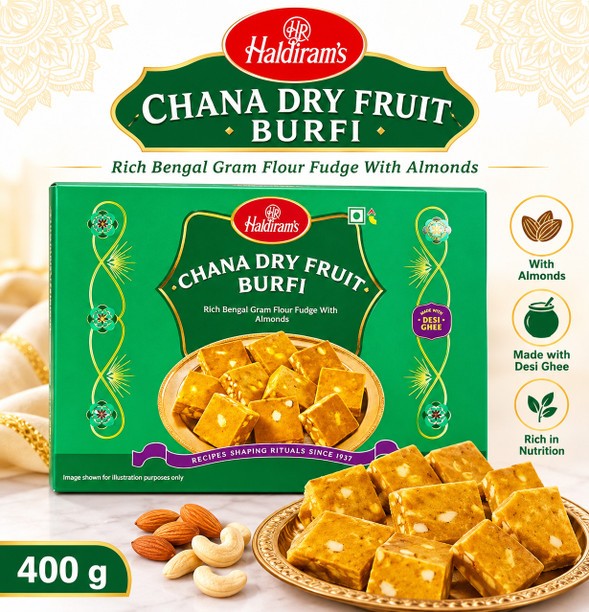 HR
Haldiram's
CHANA DRY FRUIT
BURFI
Rich Bengal Gram Flour Fudge With Almonds
HR
Haldiram's
CHANA DRY FRUIT
BURFI
Rich Bengal Gram Flour Fudge With
Almonds
MADE WITH
DESI
GHEE
RECIPES SHAPING RITUALS SINCE 1937
Image shown for illustration purposes only
With
Almonds
Made with
Desi Ghee
Rich in
Nutrition
400 g